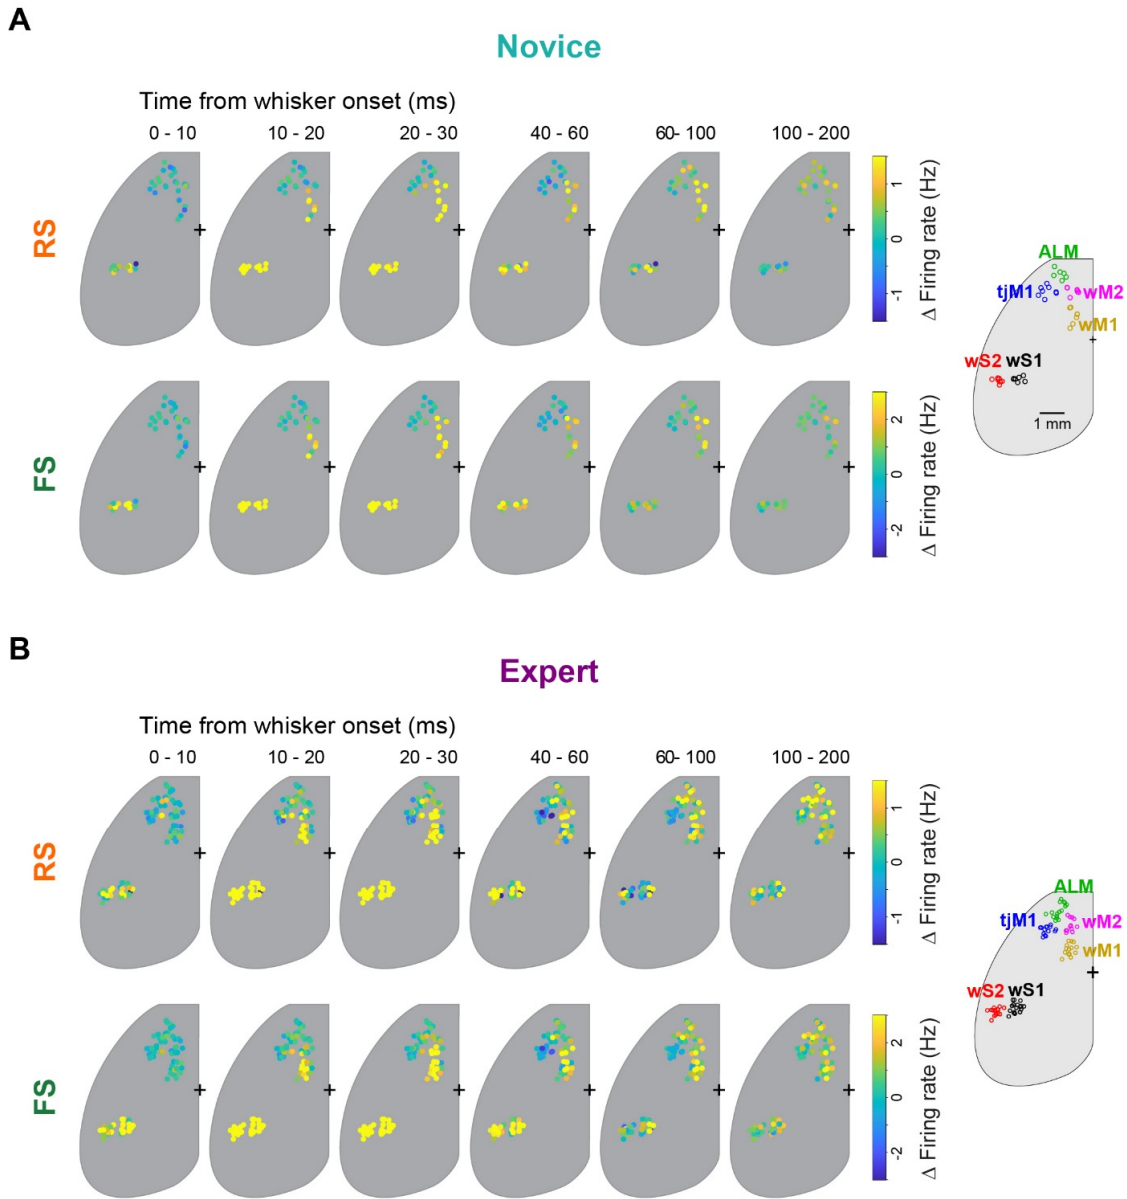 A
Novice
Time from whisker onset (ms)
0 - 10 10 - 20 20 - 30 40 - 60 60- 100 100 - 200
RS
1
0
-1
Δ Firing rate (Hz)
FS
2
0
-2
Δ Firing rate (Hz)
ALM
tjM1 wM2
wM1
wS2 wS1
1 mm
B
Expert
Time from whisker onset (ms)
0 - 10 10 - 20 20 - 30 40 - 60 60- 100 100 - 200
RS
1
0
-1
Δ Firing rate (Hz)
FS
2
0
-2
Δ Firing rate (Hz)
ALM
tjM1 wM2
wM1
wS2 wS1